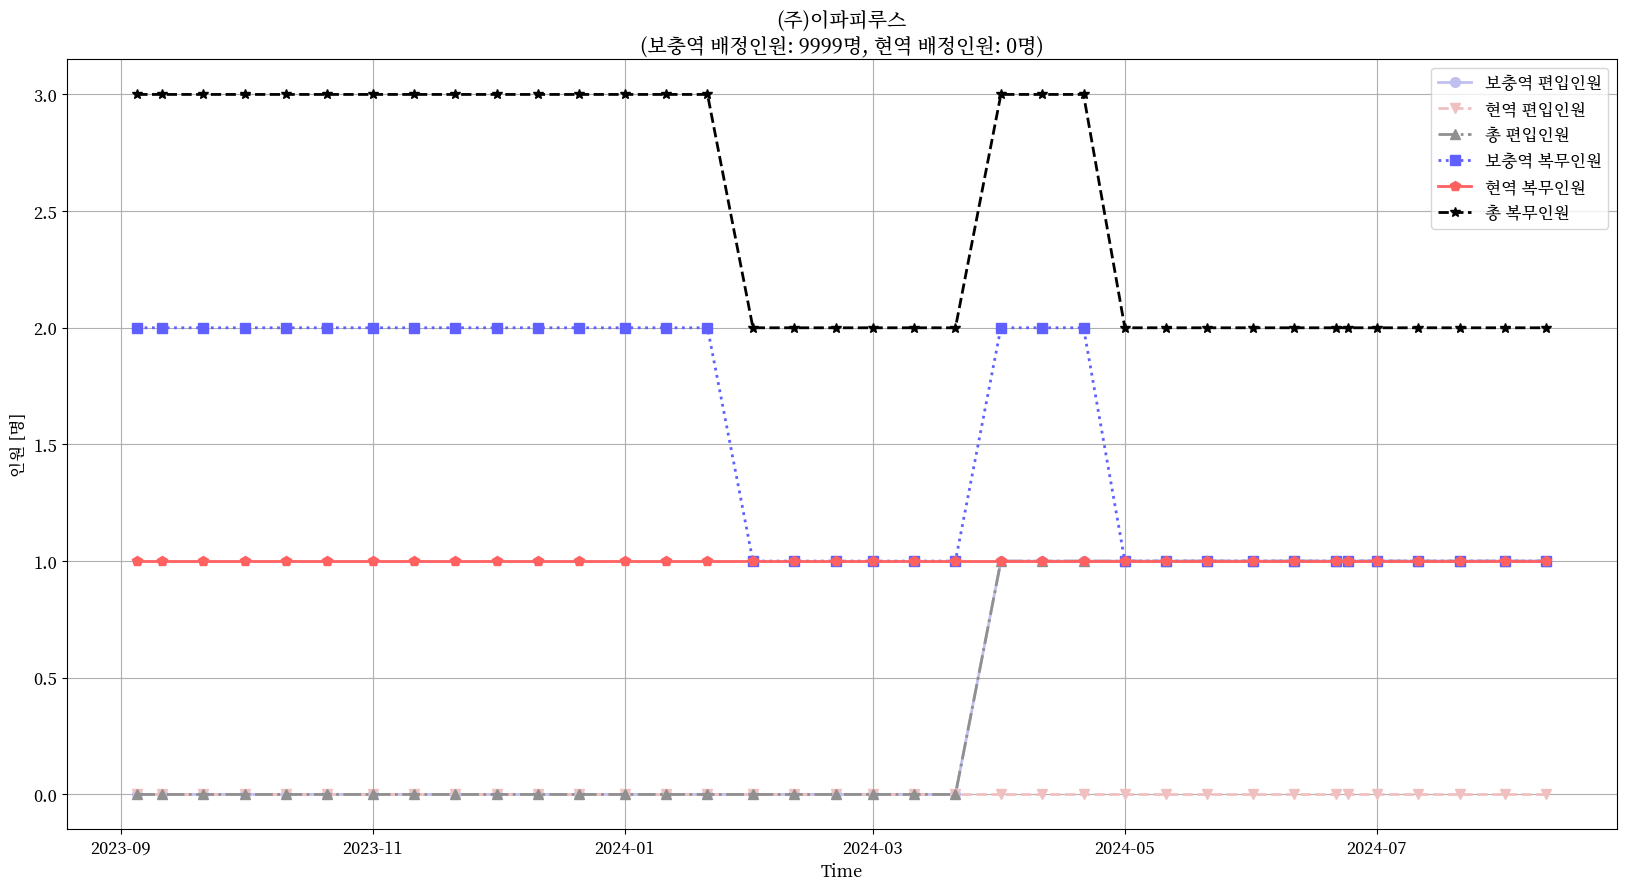 (주)이파피루스
(보충역 배정인원: 9999명, 현역 배정인원: 0명)
보충역 편입인원
현역 편입인원
총 편입인원
보충역 복무인원
현역 복무인원
총 복무인원
인원 [명]
3.0
2.5
2.0
1.5
1.0
0.5
0.0
2023-09 2023-11 2024-01 2024-03 2024-05 2024-07
Time